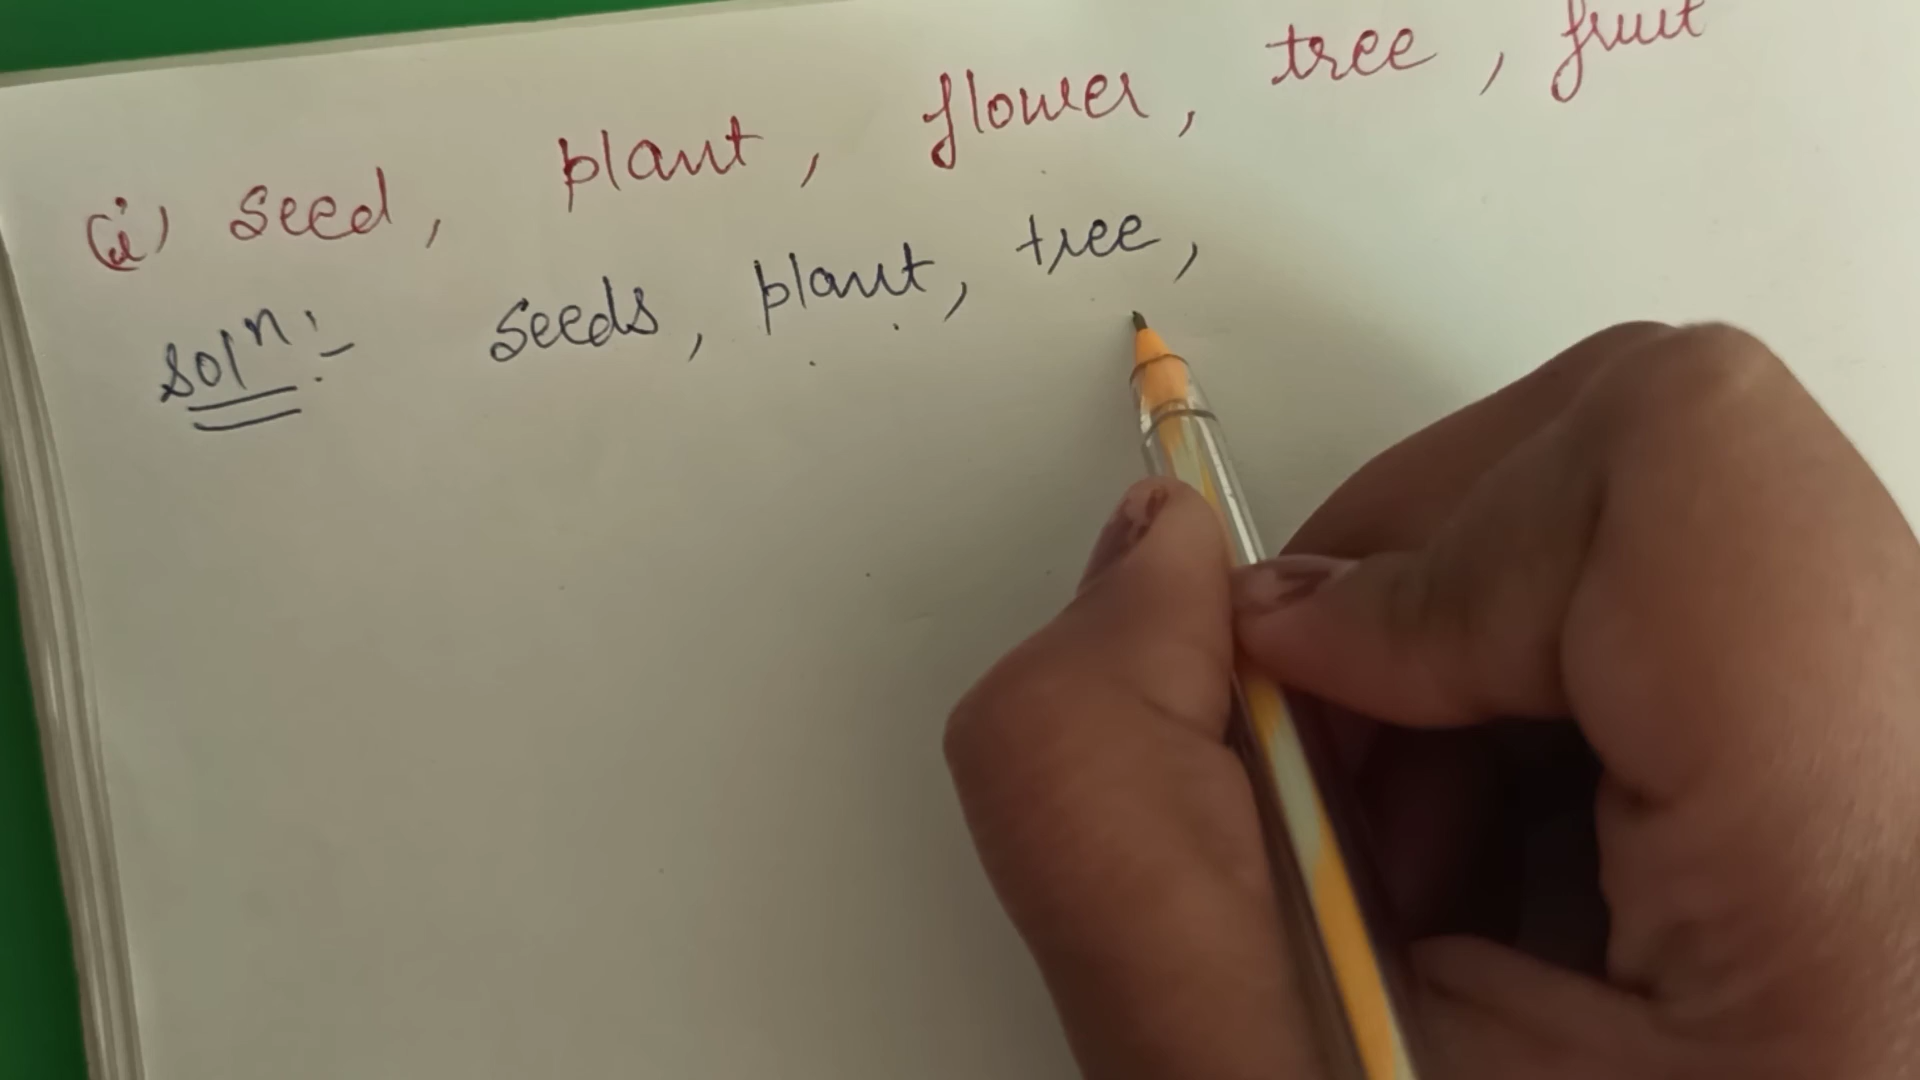 (i) seed, plant, flower, tree, fruit
Solⁿ:- seeds, plant, tree,